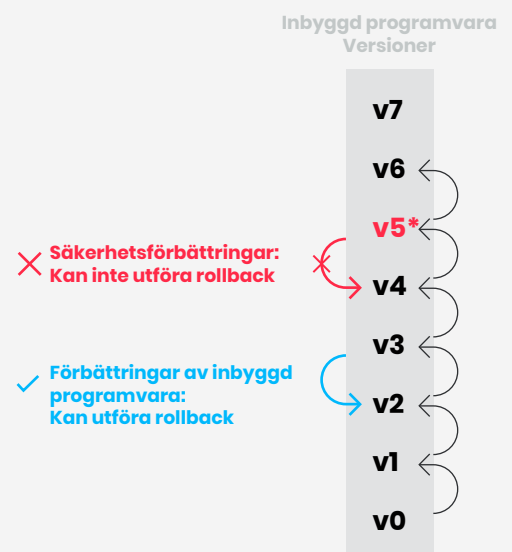 Inbyggd programvara
Versioner
v7
v6
v5*
Säkerhetsförbättringar:
Kan inte utföra rollback
v4
v3
Förbättringar av inbyggd
programvara:
Kan utföra rollback
v2
v1
v0